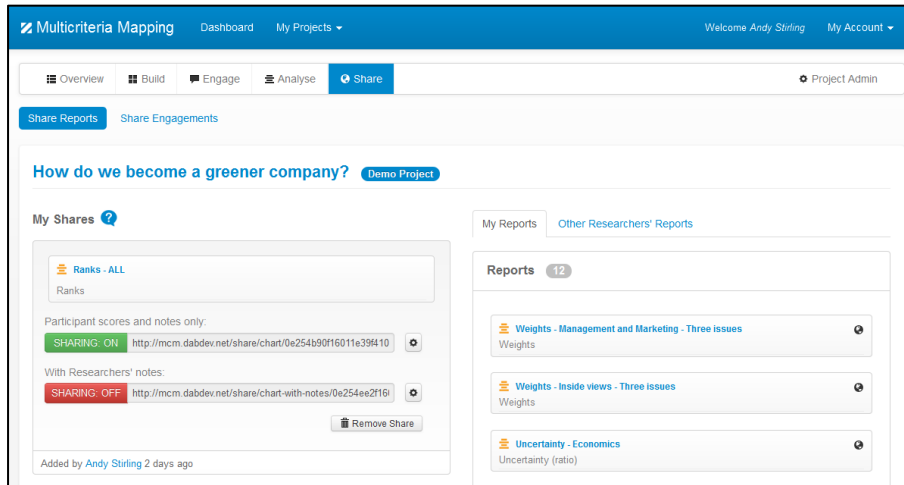 Multicriteria Mapping Dashboard My Projects Welcome Andy Stirling My Account
Overview Build Engage Analyse Share Project Admin
Share Reports Share Engagements
How do we become a greener company? Demo Project
My Shares ?
Ranks - ALL
Ranks
Participant scores and notes only:
SHARING: ON http://mcm.dabdev.net/share/chart/0e254b90f16011e39f410
With Researchers' notes:
SHARING: OFF http://mcm.dabdev.net/share/chart-with-notes/0e254ee2f16
Remove Share
Added by Andy Stirling 2 days ago
My Reports Other Researchers' Reports
Reports 12
Weights - Management and Marketing - Three issues
Weights
Weights - Inside views - Three issues
Weights
Uncertainty - Economics
Uncertainty (ratio)